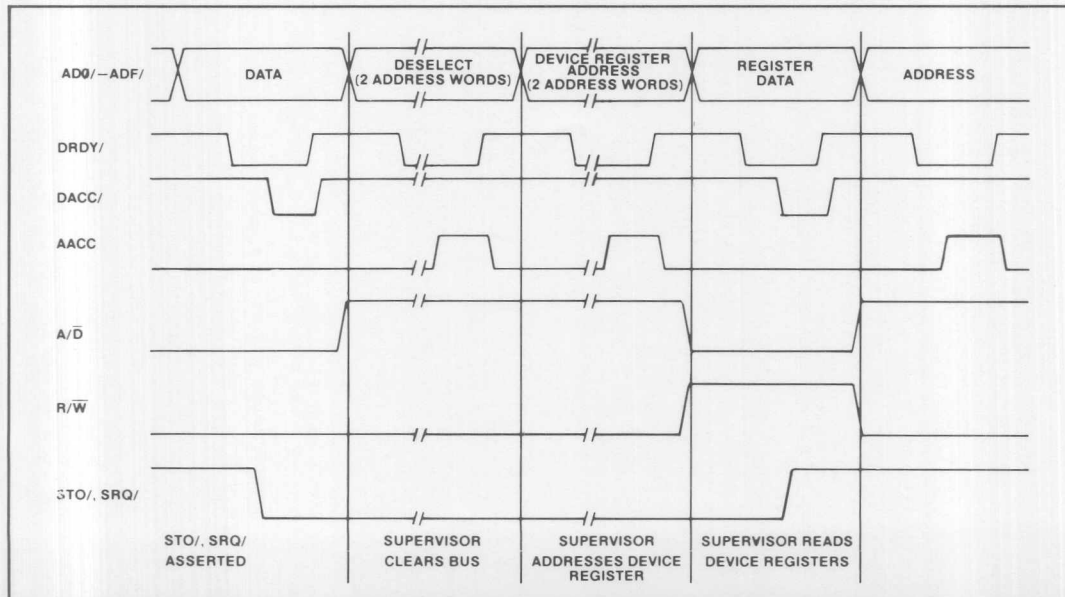 AD0/–ADF/
DATA
DESELECT
(2 ADDRESS WORDS)
DEVICE REGISTER
ADDRESS
(2 ADDRESS WORDS)
REGISTER
DATA
ADDRESS
DRDY/
DACC/
AACC
A/D̅
R/W̅
STO/, SRQ/
STO/, SRQ/
ASSERTED
SUPERVISOR
CLEARS BUS
SUPERVISOR
ADDRESSES DEVICE
REGISTER
SUPERVISOR READS
DEVICE REGISTERS